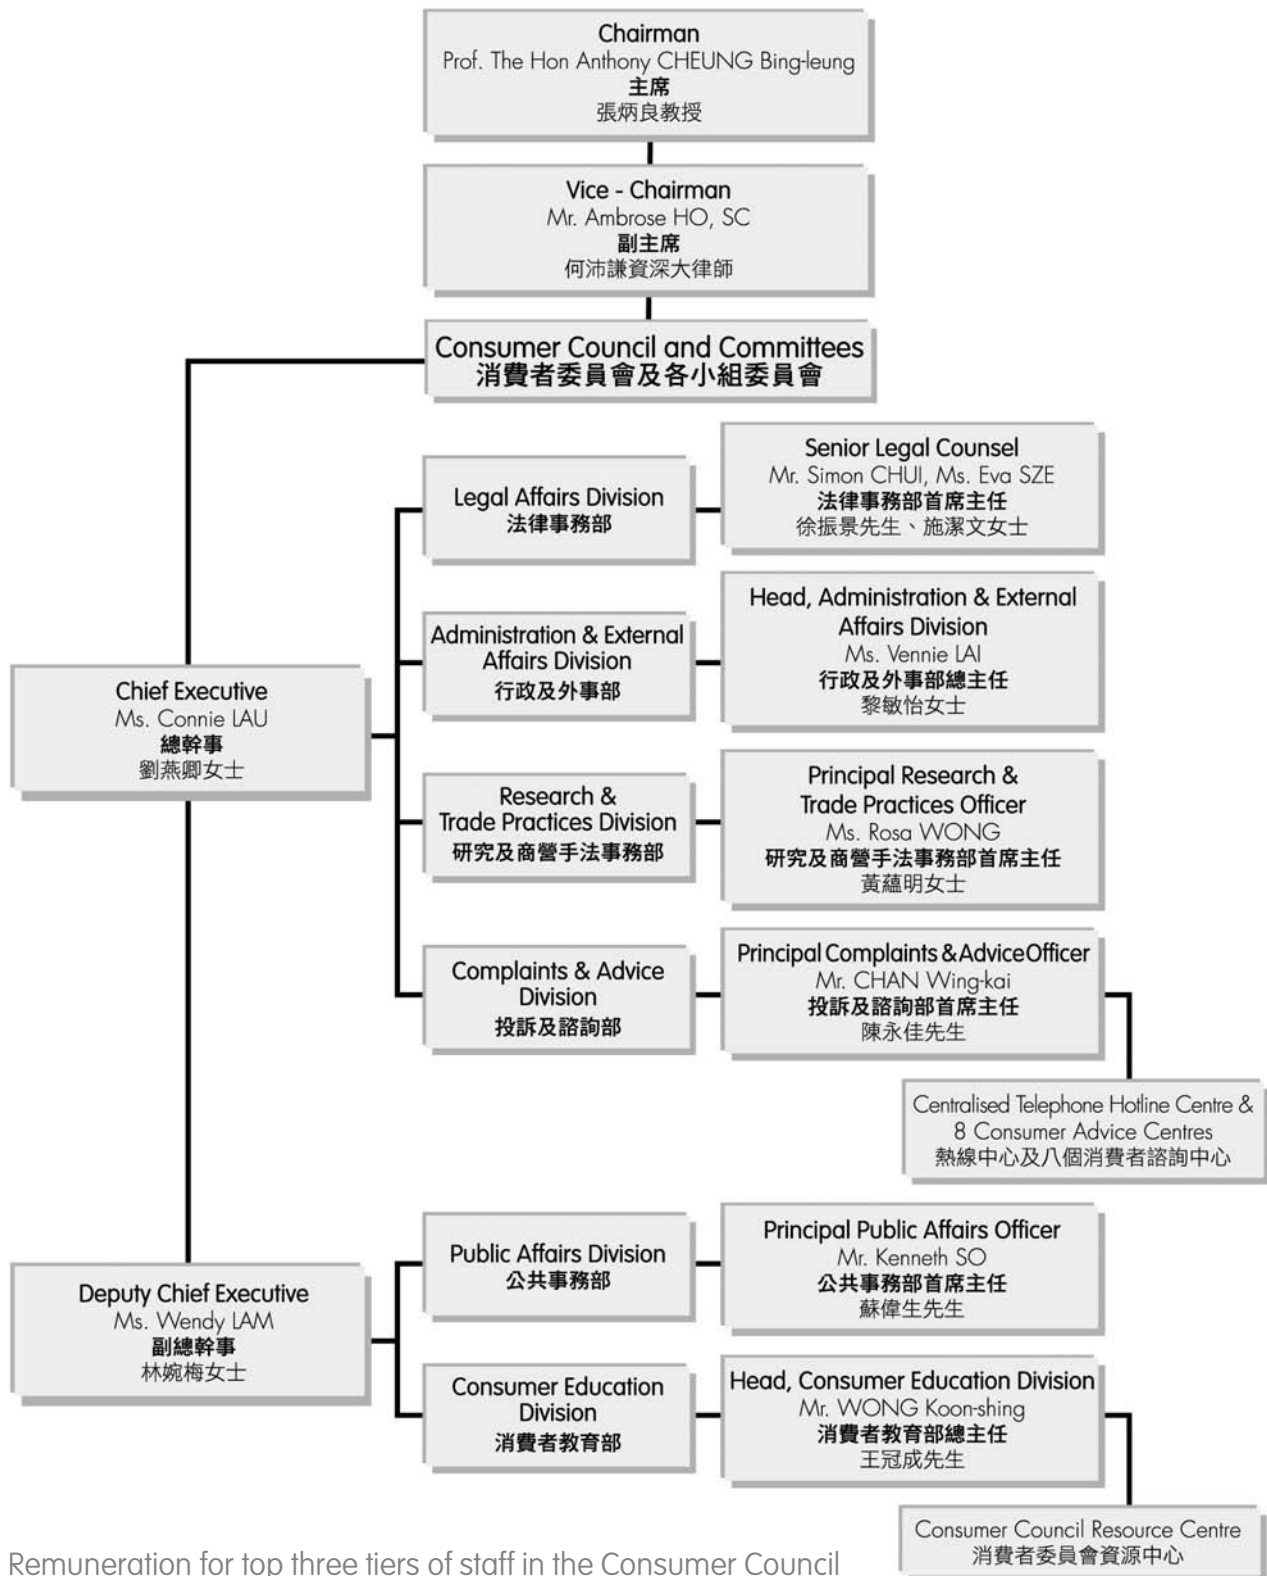 Chairman
Prof. The Hon Anthony CHEUNG Bing-leung
主席
張炳良教授
Vice - Chairman
Mr. Ambrose HO, SC
副主席
何沛謙資深大律師
Consumer Council and Committees
消費者委員會及各小組委員會
Legal Affairs Division
法律事務部
Senior Legal Counsel
Mr. Simon CHUI, Ms. Eva SZE
法律事務部首席主任
徐振景先生、施潔文女士
Administration & External
Affairs Division
行政及外事部
Head, Administration & External
Affairs Division
Ms. Vennie LAI
行政及外事部總主任
黎敏怡女士
Chief Executive
Ms. Connie LAU
總幹事
劉燕卿女士
Research &
Trade Practices Division
研究及商營手法事務部
Principal Research &
Trade Practices Officer
Ms. Rosa WONG
研究及商營手法事務部首席主任
黃蘊明女士
Complaints & Advice
Division
投訴及諮詢部
Principal Complaints & Advice Officer
Mr. CHAN Wing-kai
投訴及諮詢部首席主任
陳永佳先生
Centralised Telephone Hotline Centre &
8 Consumer Advice Centres
熱線中心及八個消費者諮詢中心
Public Affairs Division
公共事務部
Principal Public Affairs Officer
Mr. Kenneth SO
公共事務部首席主任
蘇偉生先生
Deputy Chief Executive
Ms. Wendy LAM
副總幹事
林婉梅女士
Consumer Education
Division
消費者教育部
Head, Consumer Education Division
Mr. WONG Koon-shing
消費者教育部總主任
王冠成先生
Consumer Council Resource Centre
消費者委員會資源中心
Remuneration for top three tiers of staff in the Consumer Council